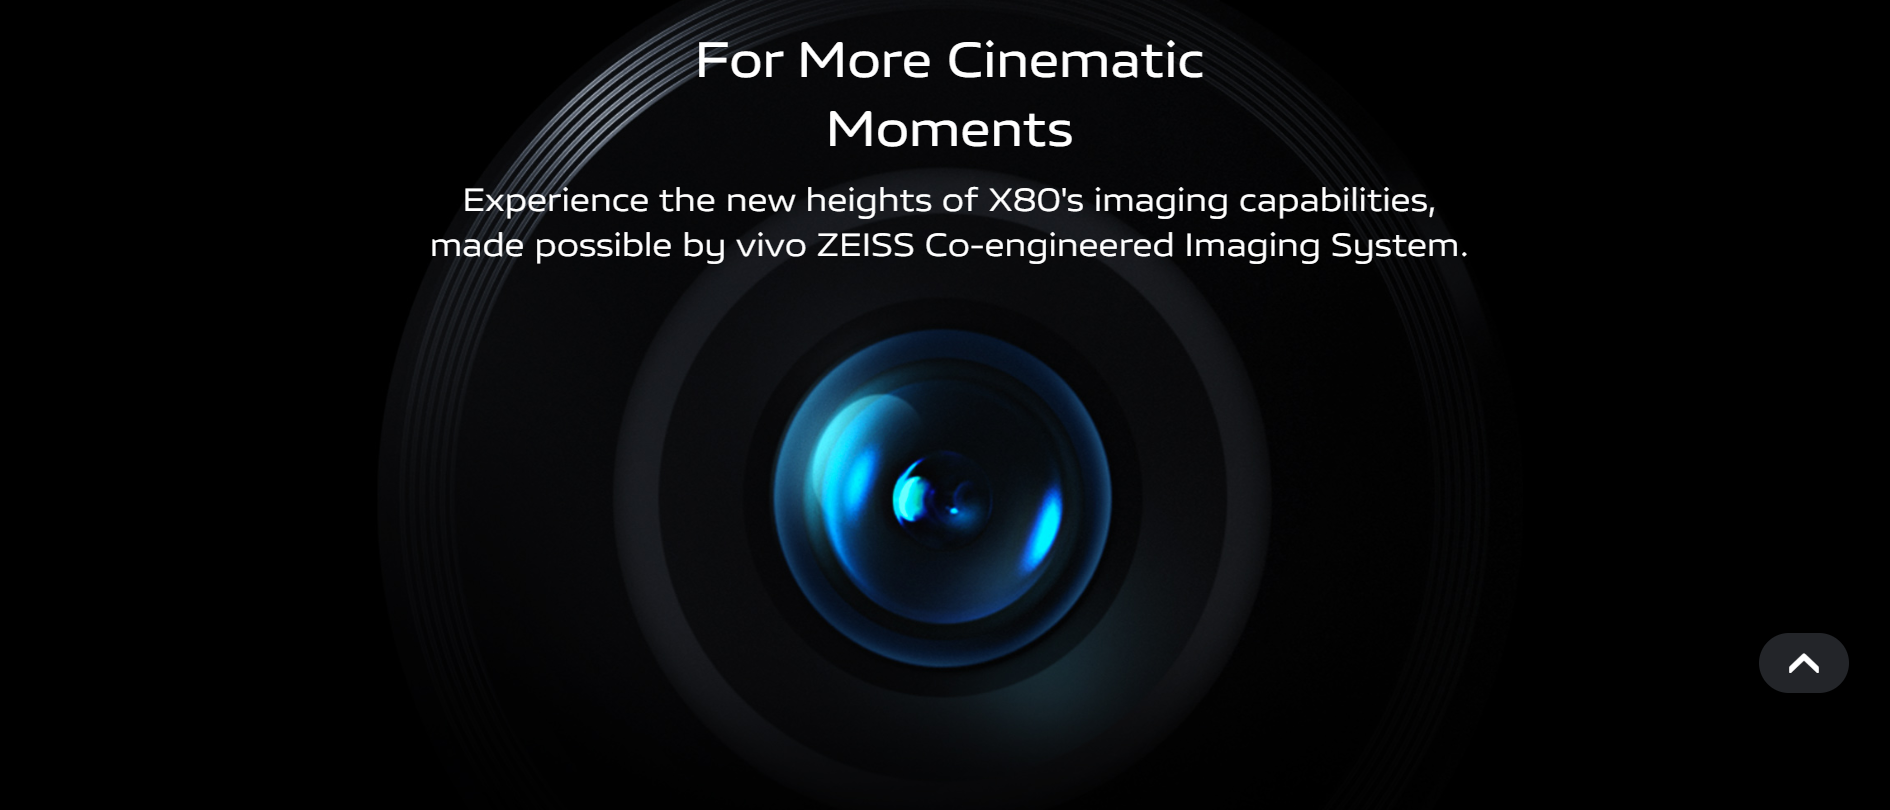 For More Cinematic
Moments
Experience the new heights of X80's imaging capabilities,
made possible by vivo ZEISS Co-engineered Imaging System.